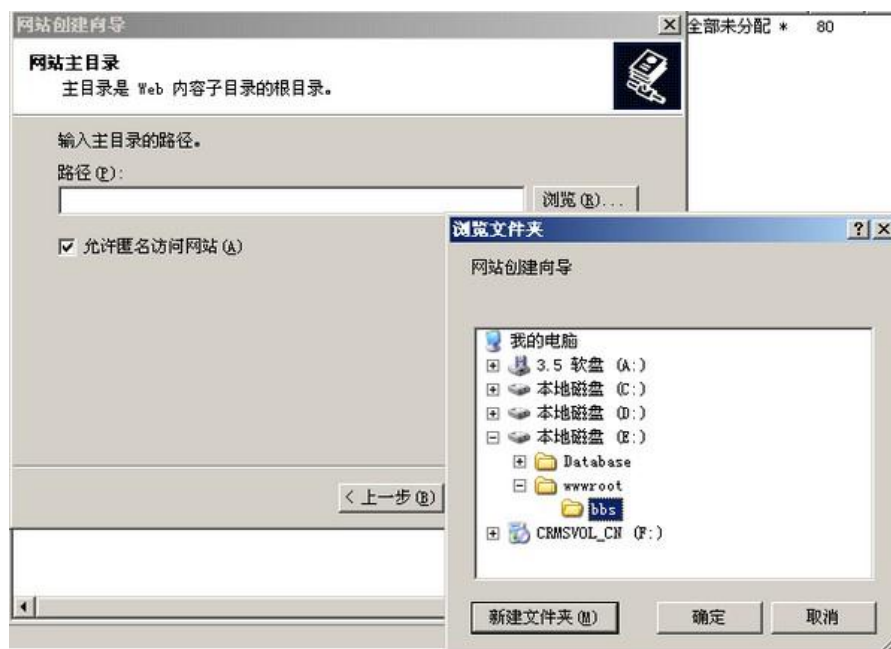 网站创建向导
全部未分配 * 80
网站主目录
主目录是 Web 内容子目录的根目录。
输入主目录的路径。
路径(P):
浏览(R)...
允许匿名访问网站(A)
浏览文件夹
网站创建向导
我的电脑
3.5 软盘 (A:)
本地磁盘 (C:)
本地磁盘 (D:)
本地磁盘 (E:)
Database
wwwroot
bbs
CRMSVOL_CN (F:)
< 上一步(B)
新建文件夹(M) 确定 取消